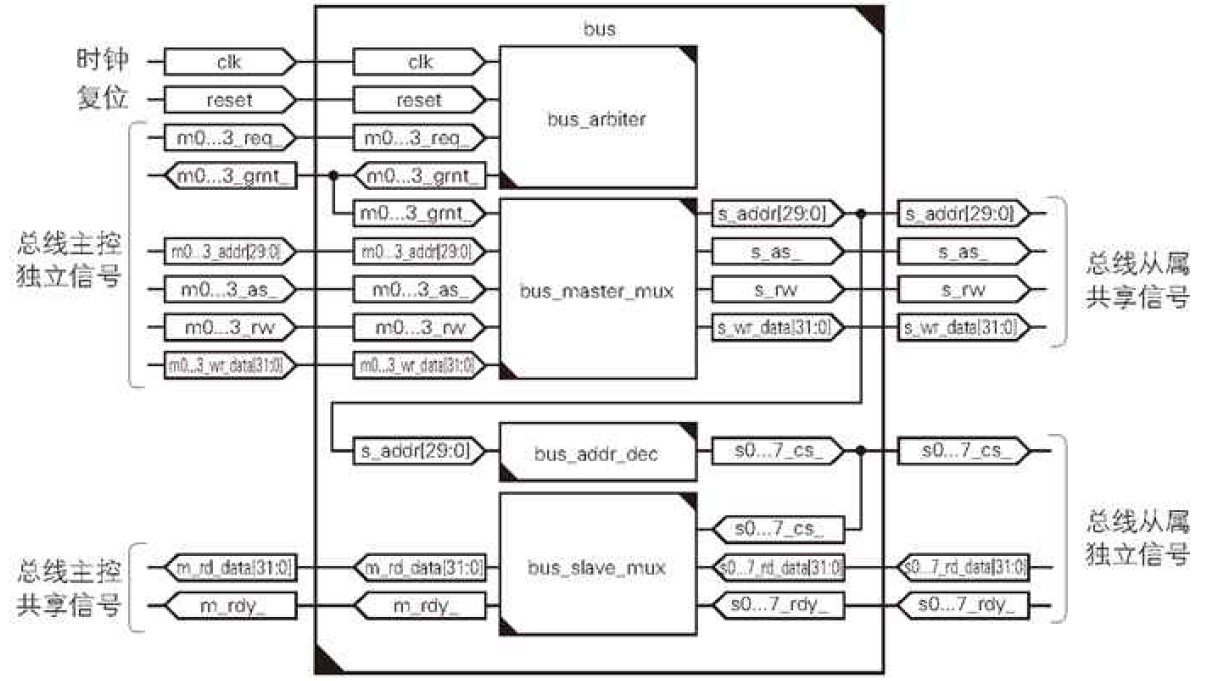 bus
时钟
clk
clk
复位
reset
reset
bus_arbiter
m0...3_req_
m0...3_req_
m0...3_grnt_
m0...3_grnt_
m0...3_grnt_
s_addr[29:0]
s_addr[29:0]
总线主控
独立信号
m0...3_addr[29:0]
m0...3_addr[29:0]
s_as_
s_as_
m0...3_as_
m0...3_as_
bus_master_mux
s_rw
s_rw
总线从属
共享信号
m0...3_rw
m0...3_rw
s_wr_data[31:0]
s_wr_data[31:0]
m0...3_wr_data[31:0]
m0...3_wr_data[31:0]
s_addr[29:0]
bus_addr_dec
s0...7_cs_
s0...7_cs_
s0...7_cs_
总线从属
独立信号
总线主控
共享信号
m_rd_data[31:0]
m_rd_data[31:0]
bus_slave_mux
s0...7_rd_data[31:0]
s0...7_rd_data[31:0]
m_rdy_
m_rdy_
s0...7_rdy_
s0...7_rdy_